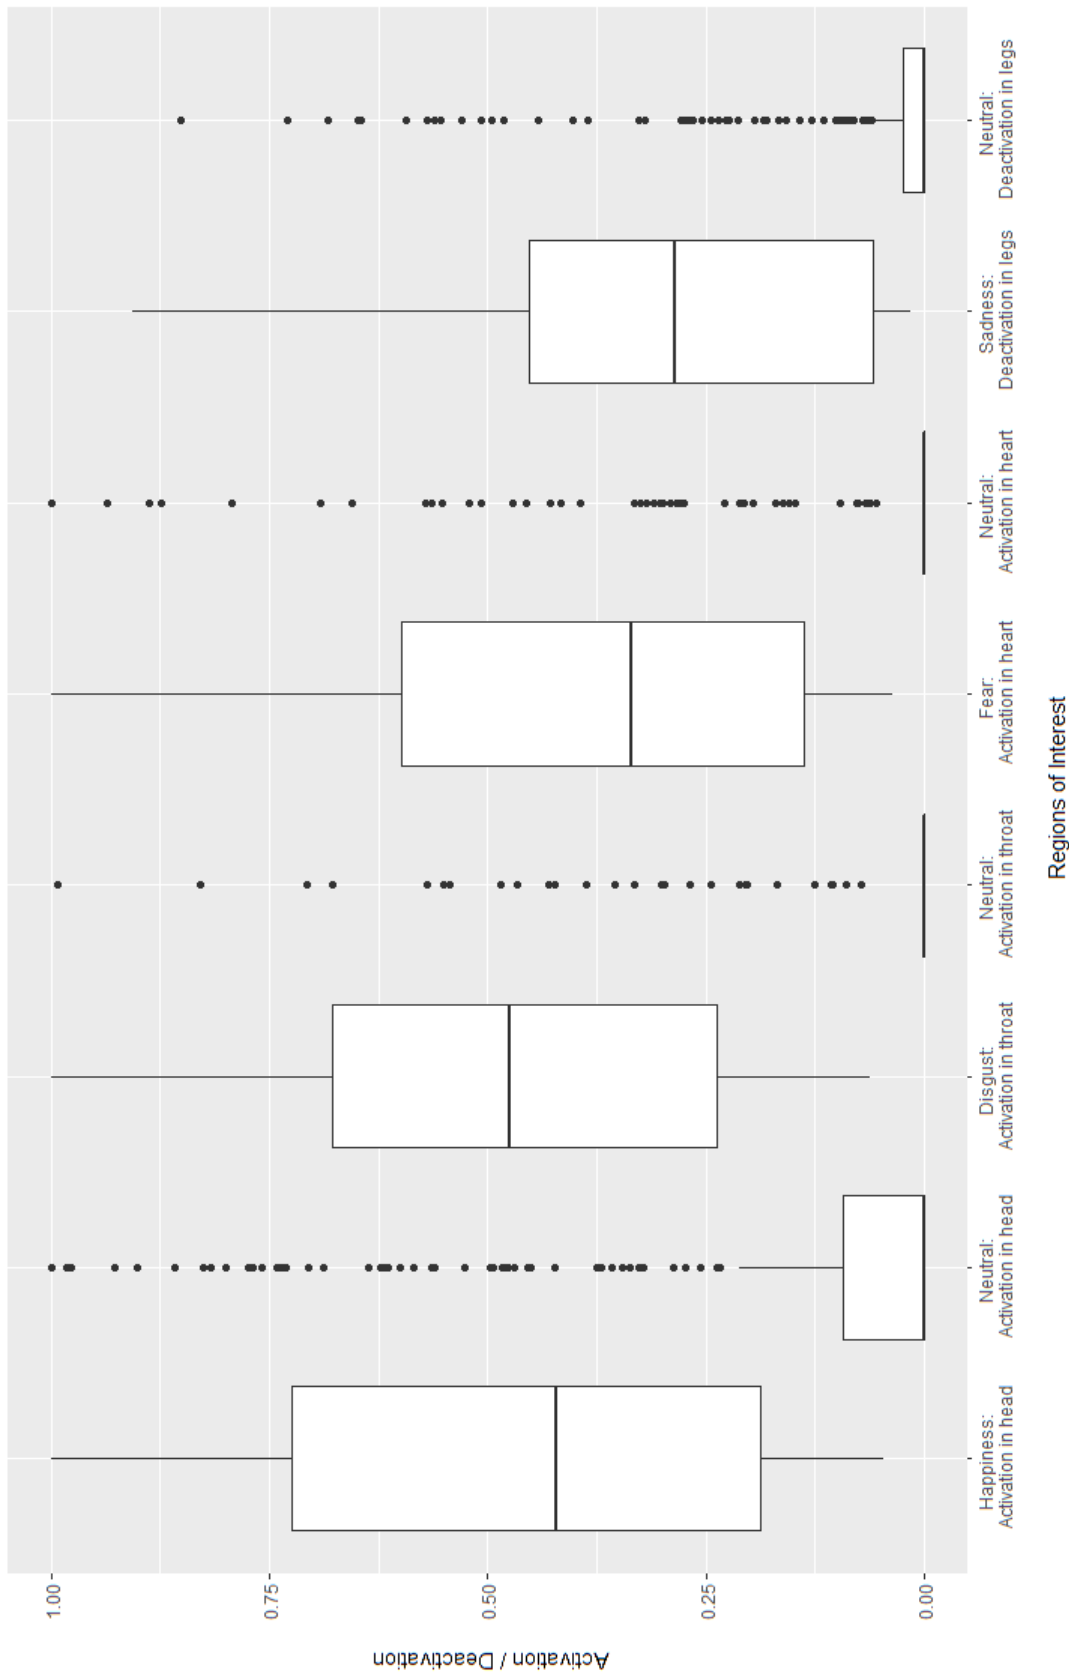 Activation / Deactivation
1.00
0.75
0.50
0.25
0.00
Happiness:
Activation in head
Neutral:
Activation in head
Disgust:
Activation in throat
Neutral:
Activation in throat
Fear:
Activation in heart
Neutral:
Activation in heart
Sadness:
Deactivation in legs
Neutral:
Deactivation in legs
Regions of Interest